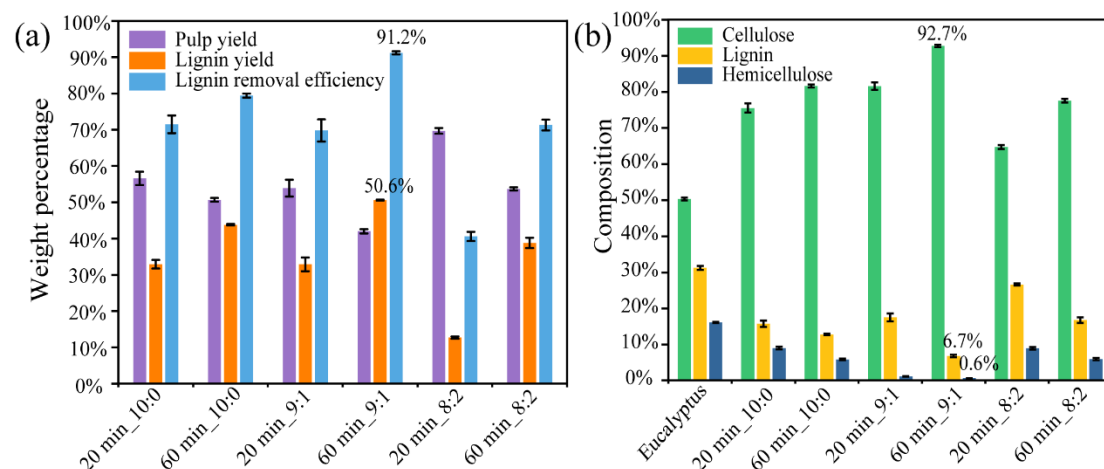 (a)
Weight percentage
100%
90%
80%
70%
60%
50%
40%
30%
20%
10%
0%
Pulp yield
Lignin yield
Lignin removal efficiency
91.2%
50.6%
20 min_10:0
60 min_10:0
20 min_9:1
60 min_9:1
20 min_8:2
60 min_8:2
(b)
Composition
100%
90%
80%
70%
60%
50%
40%
30%
20%
10%
0%
Cellulose
Lignin
Hemicellulose
92.7%
6.7%
0.6%
Eucalyptus
20 min_10:0
60 min_10:0
20 min_9:1
60 min_9:1
20 min_8:2
60 min_8:2